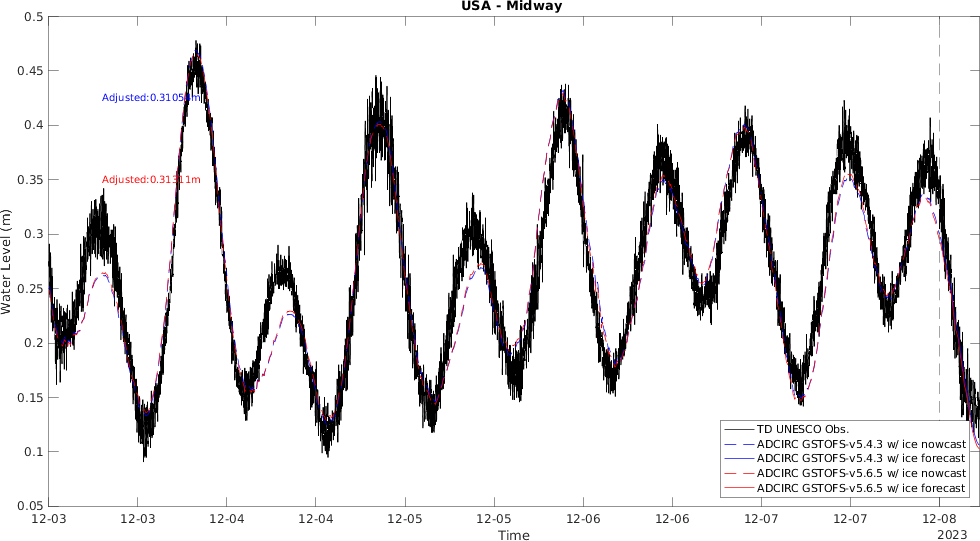 USA - Midway
0.5
0.45
0.4
0.35
0.3
0.25
0.2
0.15
0.1
0.05
Water Level (m)
Adjusted:0.31054m
Adjusted:0.31311m
TD UNESCO Obs.
ADCIRC GSTOFS-v5.4.3 w/ ice nowcast
ADCIRC GSTOFS-v5.4.3 w/ ice forecast
ADCIRC GSTOFS-v5.6.5 w/ ice nowcast
ADCIRC GSTOFS-v5.6.5 w/ ice forecast
12-03 12-03 12-04 12-04 12-05 12-05 12-06 12-06 12-07 12-07 12-08
Time
2023